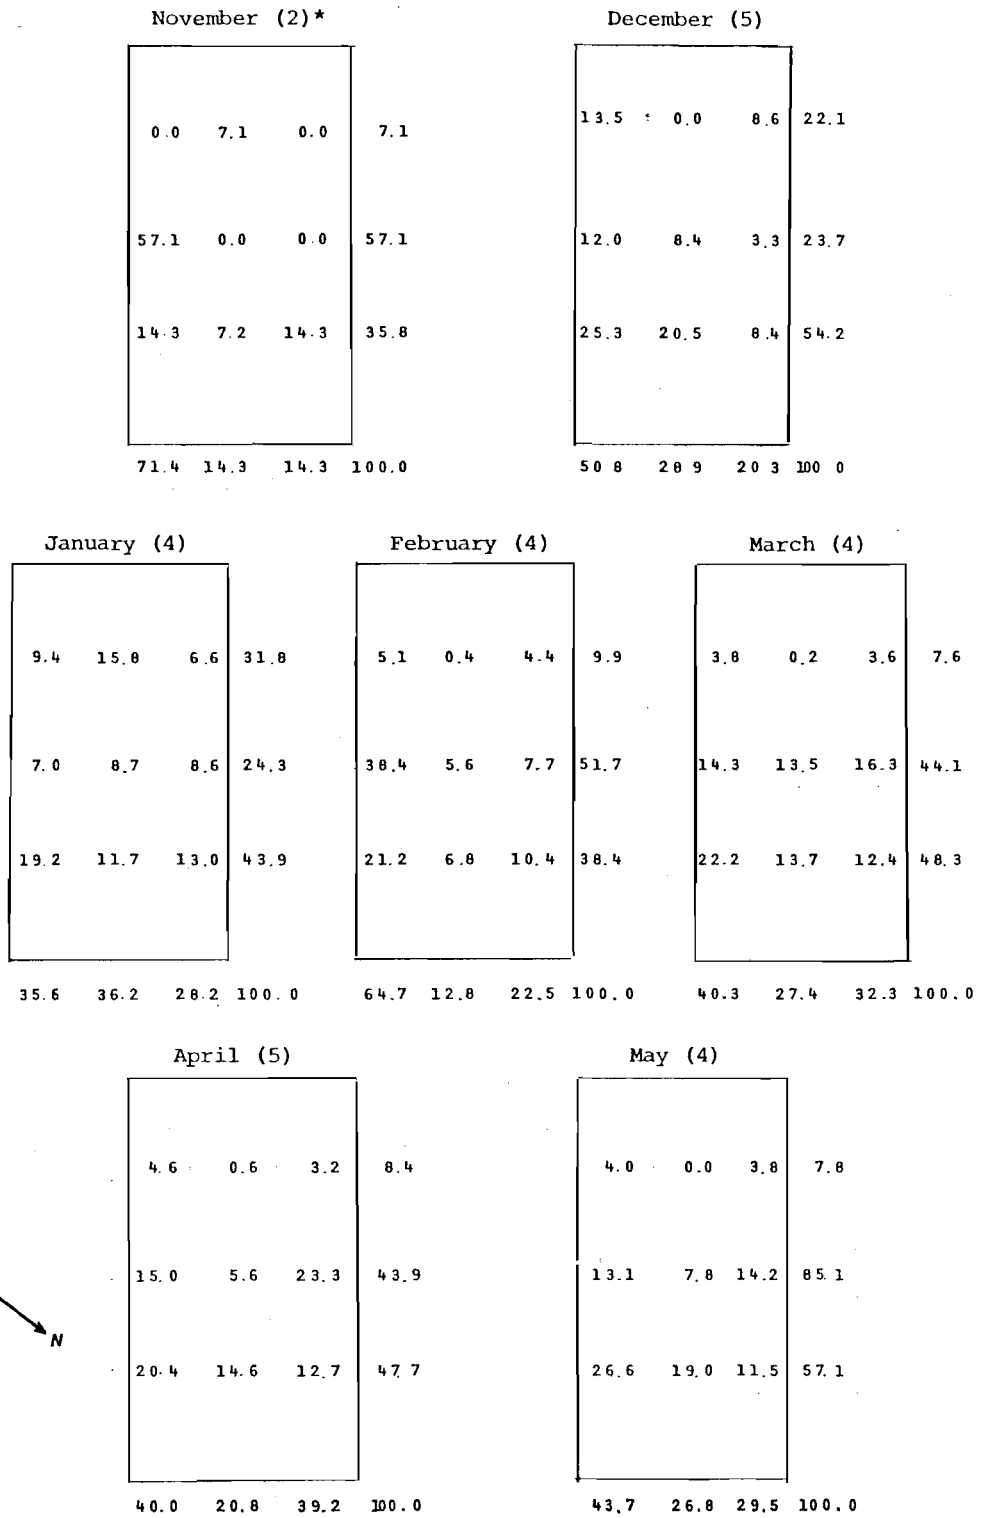 November (2)* December (5)
13.5 0.0 8.6 22.1
0.0 7.1 0.0 7.1
57.1 0.0 0.0 57.1 12.0 8.4 3.3 23.7
14.3 7.2 14.3 35.8 25.3 20.5 8.4 54.2
71.4 14.3 14.3 100.0 50 8 28 9 20 3 100 0
January (4) February (4) March (4)
9.4 15.8 6.6 31.8 5.1 0.4 4.4 9.9 3.8 0.2 3.6 7.6
7.0 8.7 8.6 24.3 38.4 5.6 7.7 51.7 14.3 13.5 16.3 44.1
19.2 11.7 13.0 43.9 21.2 6.8 10.4 38.4 22.2 13.7 12.4 48.3
35.6 36.2 28.2 100.0 64.7 12.8 22.5 100.0 40.3 27.4 32.3 100.0
April (5) May (4)
4.6 0.6 3.2 8.4 4.0 0.0 3.8 7.8
15.0 5.6 23.3 43.9 13.1 7.8 14.2 85.1
N
20.4 14.6 12.7 47.7 26.6 19.0 11.5 57.1
40.0 20.8 39.2 100.0 43.7 26.8 29.5 100.0